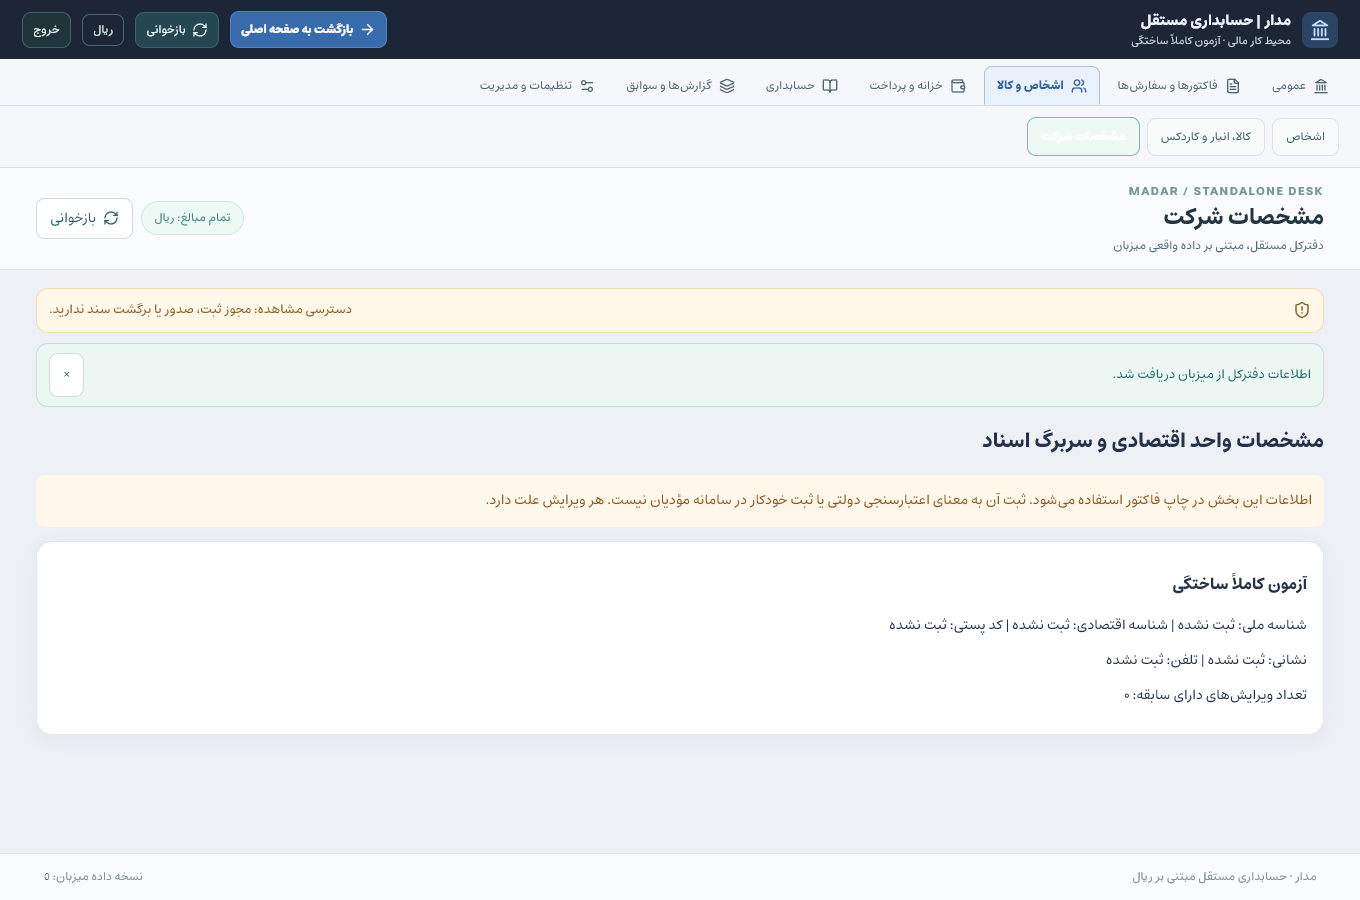 مدار | حسابداری مستقل
محیط کار مالی · آزمون کاملاً ساختگی
بازگشت به صفحه اصلی
بازخوانی
ریال
خروج
عمومی
فاکتورها و سفارش‌ها
اشخاص و کالا
خزانه و پرداخت
حسابداری
گزارش‌ها و سوابق
تنظیمات و مدیریت
اشخاص
کالا، انبار و کاردکس
مشخصات شرکت
MADAR / STANDALONE DESK
مشخصات شرکت
دفترکل مستقل، مبتنی بر داده واقعی میزبان
تمام مبالغ: ریال
بازخوانی
دسترسی مشاهده: مجوز ثبت، صدور یا برگشت سند ندارید.
اطلاعات دفترکل از میزبان دریافت شد.
×
مشخصات واحد اقتصادی و سربرگ اسناد
اطلاعات این بخش در چاپ فاکتور استفاده می‌شود. ثبت آن به معنای اعتبارسنجی دولتی یا ثبت خودکار در سامانه مؤدیان نیست. هر ویرایش علت دارد.
آزمون کاملاً ساختگی
شناسه ملی: ثبت نشده | شناسه اقتصادی: ثبت نشده | کد پستی: ثبت نشده
نشانی: ثبت نشده | تلفن: ثبت نشده
تعداد ویرایش‌های دارای سابقه: ۰
مدار · حسابداری مستقل مبتنی بر ریال
نسخه داده میزبان: 0